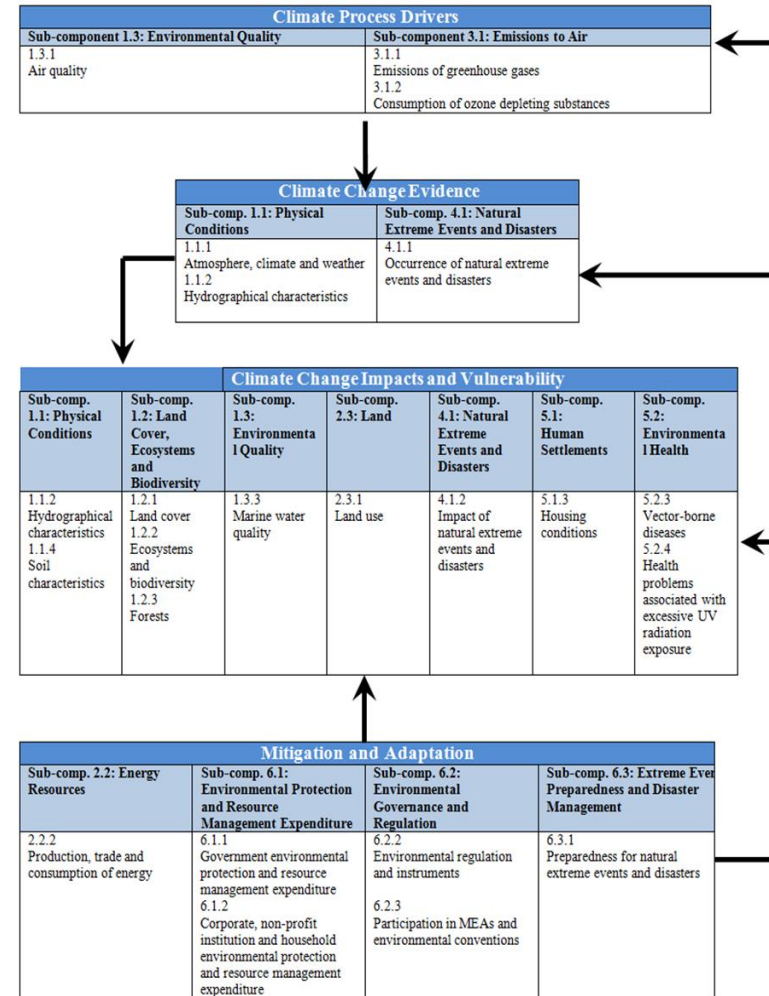 Climate Process Drivers
Sub-component 1.3: Environmental Quality
1.3.1
Air quality
Sub-component 3.1: Emissions to Air
3.1.1
Emissions of greenhouse gases
3.1.2
Consumption of ozone depleting substances
Climate Change Evidence
Sub-comp. 1.1: Physical
Conditions
1.1.1
Atmosphere, climate and weather
1.1.2
Hydrographical characteristics
Sub-comp. 4.1: Natural
Extreme Events and Disasters
4.1.1
Occurrence of natural extreme
events and disasters
Climate Change Impacts and Vulnerability
Sub-comp.
1.1: Physical
Conditions
1.1.2
Hydrographical
characteristics
1.1.4
Soil
characteristics
Sub-comp.
1.2: Land
Cover,
Ecosystems
and
Biodiversity
1.2.1
Land cover
1.2.2
Ecosystems
and
biodiversity
1.2.3
Forests
Sub-comp.
1.3:
Environmenta
l Quality
1.3.3
Marine water
quality
Sub-comp.
2.3: Land
2.3.1
Land use
Sub-comp.
4.1: Natural
Extreme
Events and
Disasters
4.1.2
Impact of
natural extreme
events and
disasters
Sub-comp.
5.1:
Human
Settlements
5.1.3
Housing
conditions
Sub-comp.
5.2:
Environmenta
l Health
5.2.3
Vector-borne
diseases
5.2.4
Health
problems
associated with
excessive UV
radiation
exposure
Mitigation and Adaptation
Sub-comp. 2.2: Energy
Resources
2.2.2
Production, trade and
consumption of energy
Sub-comp. 6.1:
Environmental Protection
and Resource
Management Expenditure
6.1.1
Government environmental
protection and resource
management expenditure
6.1.2
Corporate, non-profit
institution and household
environmental protection
and resource management
expenditure
Sub-comp. 6.2:
Environmental
Governance and
Regulation
6.2.2
Environmental regulation
and instruments
6.2.3
Participation in MEAs and
environmental conventions
Sub-comp. 6.3: Extreme Even
Preparedness and Disaster
Management
6.3.1
Preparedness for natural
extreme events and disasters